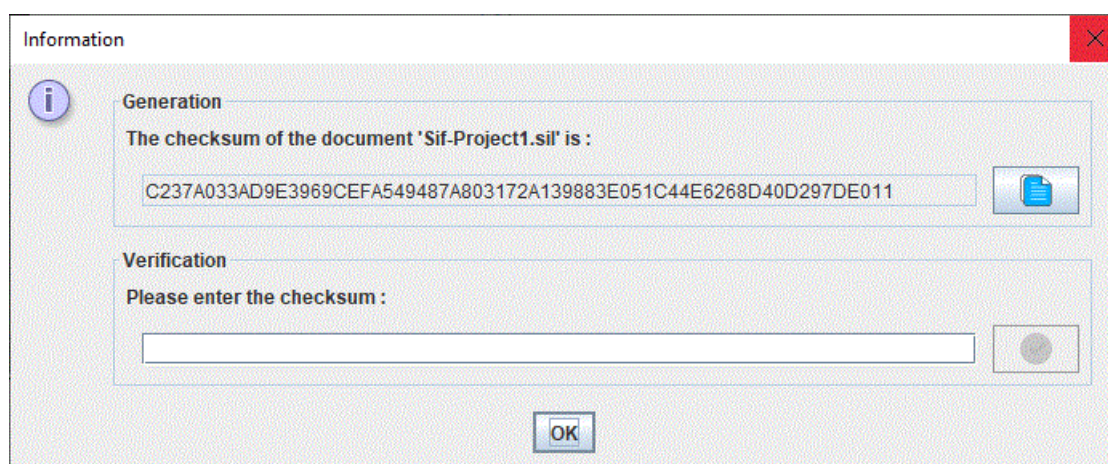 Information
Generation
The checksum of the document 'Sif-Project1.sil' is :
C237A033AD9E3969CEFA549487A803172A139883E051C44E6268D40D297DE011
Verification
Please enter the checksum :
OK